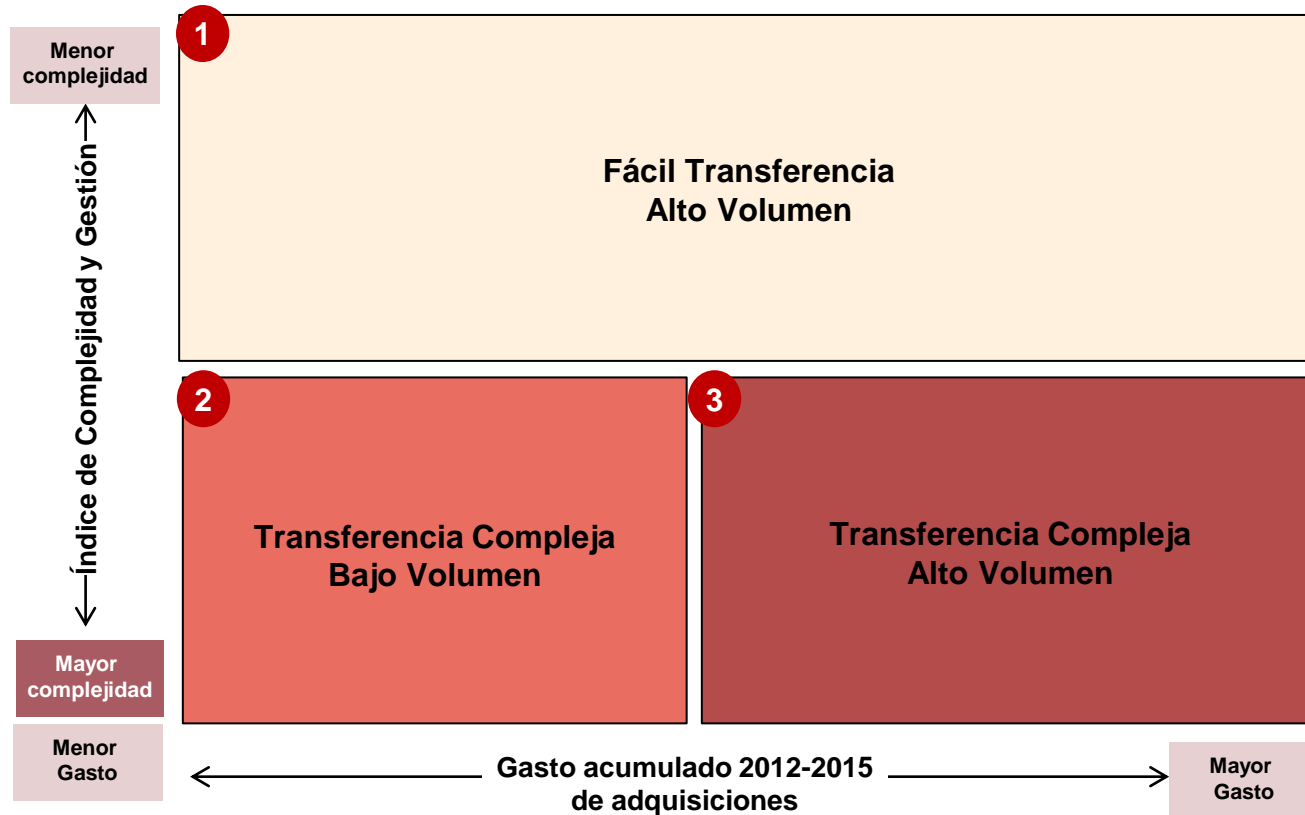 1
Menor
complejidad
Fácil Transferencia
Alto Volumen
Índice de Complejidad y Gestión
2
3
Transferencia Compleja
Bajo Volumen
Transferencia Compleja
Alto Volumen
Mayor
complejidad
Menor
Gasto
Gasto acumulado 2012-2015
de adquisiciones
Mayor
Gasto